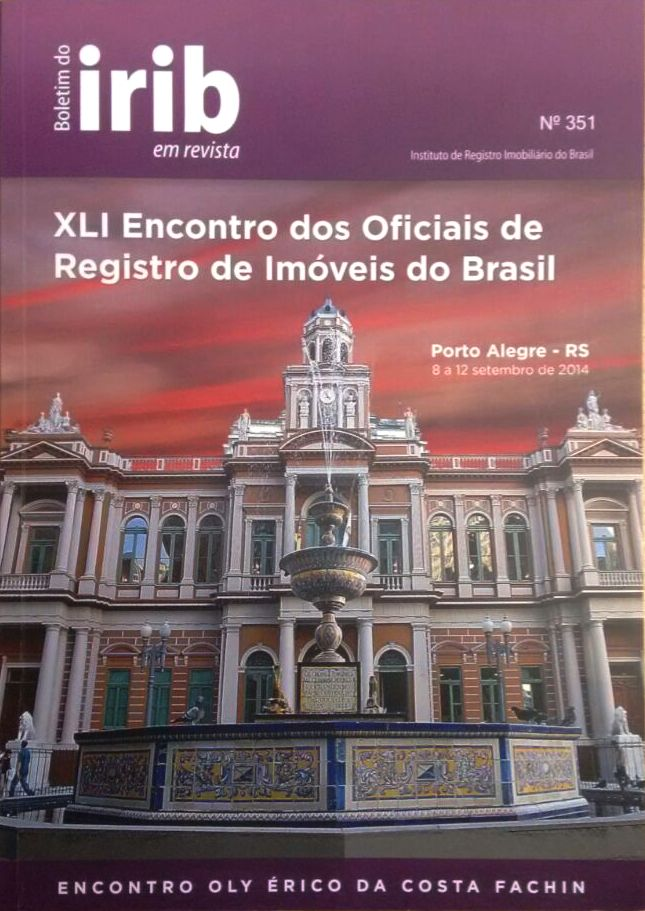 Boletim do
irib
em revista
Nº 351
Instituto de Registro Imobiliário do Brasil
XLI Encontro dos Oficiais de
Registro de Imóveis do Brasil
Porto Alegre - RS
8 a 12 setembro de 2014
ENCONTRO OLY ÉRICO DA COSTA FACHIN